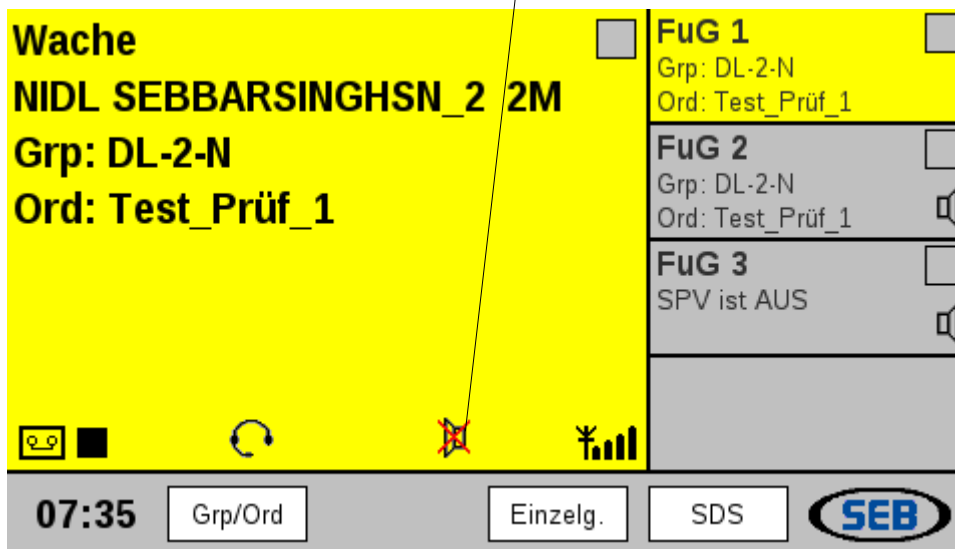 Wache
NIDL SEBBARSINGHSN_2 2M
Grp: DL-2-N
Ord: Test_Prüf_1
FuG 1
Grp: DL-2-N
Ord: Test_Prüf_1
FuG 2
Grp: DL-2-N
Ord: Test_Prüf_1
FuG 3
SPV ist AUS
07:35
Grp/Ord
Einzelg.
SDS
SEB